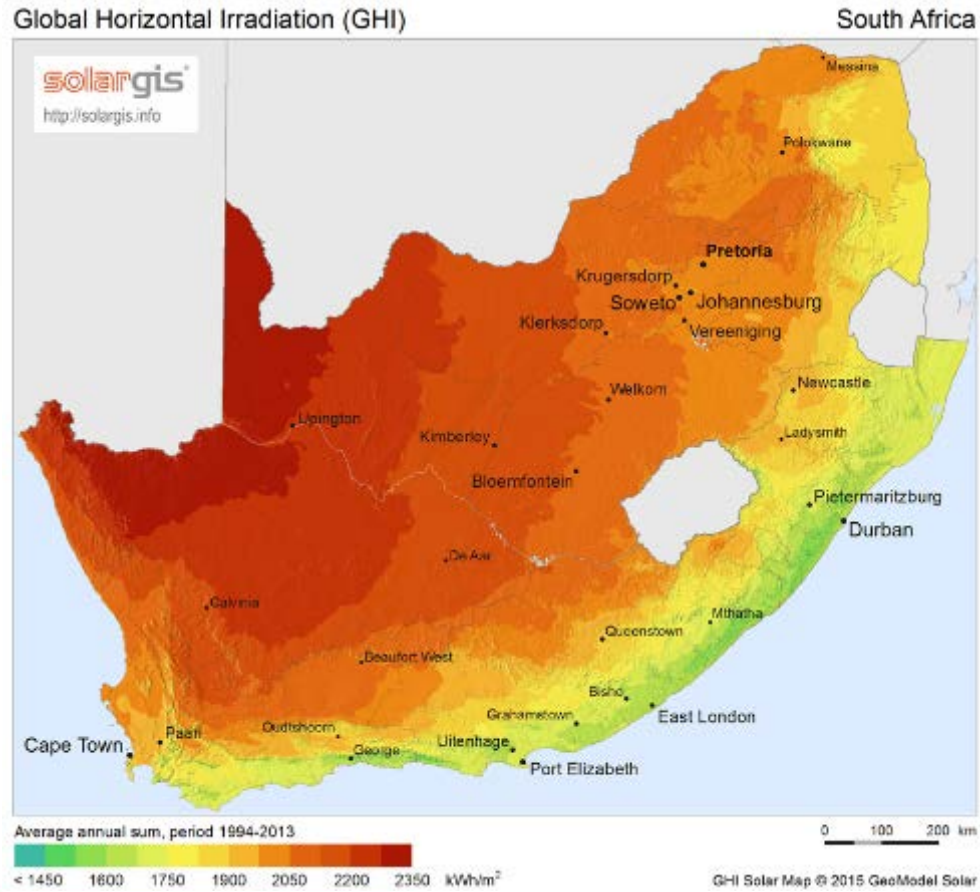 Global Horizontal Irradiation (GHI)
South Africa
solargis
http://solargis.info
Messina
Polokwane
Pretoria
Krugersdorp
Soweto
Johannesburg
Klerksdorp
Vereeniging
Newcastle
Welkom
Upington
Ladysmith
Kimberley
Bloemfontein
Pietermaritzburg
Durban
De Aar
Calvinia
Mthatha
Queenstown
Beaufort West
Bisho
Grahamstown
East London
Oudtshoorn
Paarl
Uitenhage
Cape Town
George
Port Elizabeth
Average annual sum, period 1994-2013
0 100 200 km
< 1450 1600 1750 1900 2050 2200 2350 kWh/m²
GHI Solar Map © 2015 GeoModel Solar